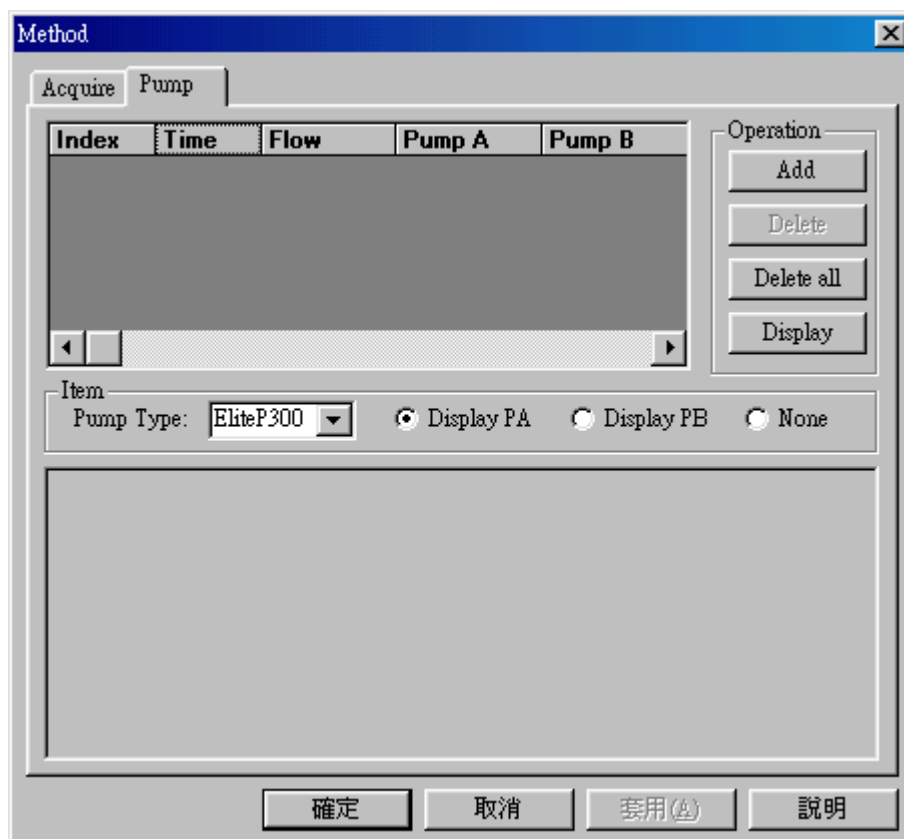 Method
Acquire Pump
Index Time Flow Pump A Pump B
Operation
Add
Delete
Delete all
Display
Item
Pump Type: EliteP300 Display PA Display PB None
確定 取消 套用(A) 說明